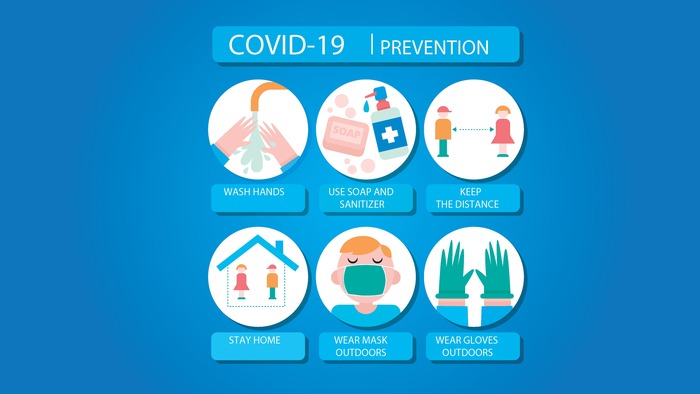 COVID-19 | PREVENTION
SOAP
WASH HANDS
USE SOAP AND
SANITIZER
KEEP
THE DISTANCE
STAY HOME
WEAR MASK
OUTDOORS
WEAR GLOVES
OUTDOORS